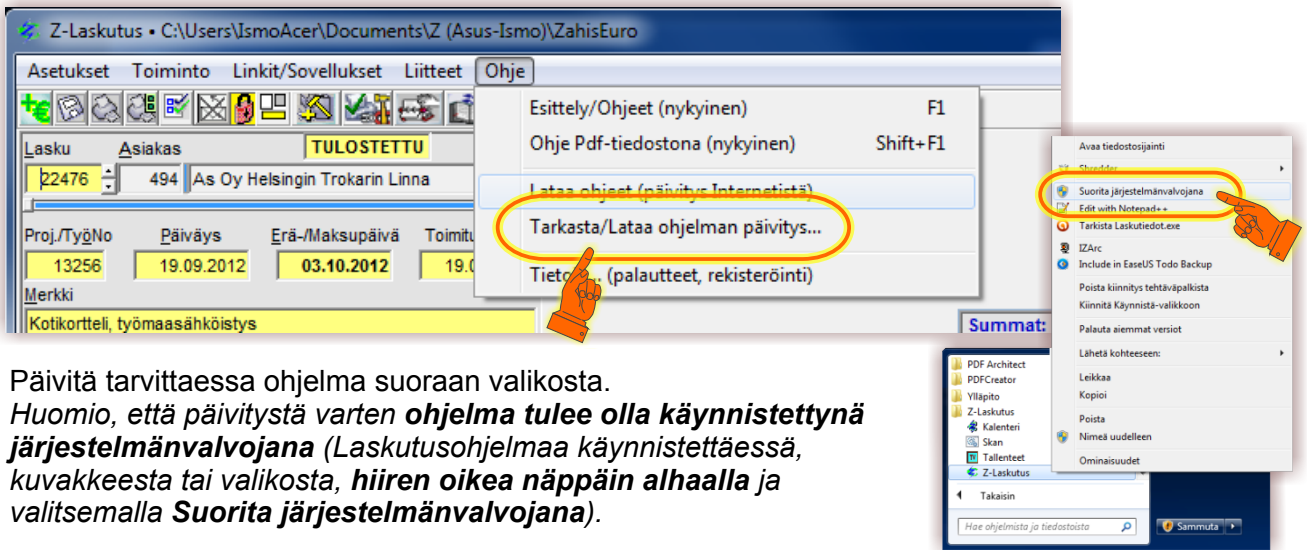 Z-Laskutus • C:\Users\IsmoAcer\Documents\Z (Asus-Ismo)\ZahisEuro
Asetukset Toiminto Linkit/Sovellukset Liitteet Ohje
Esittely/Ohjeet (nykyinen) F1
Ohje Pdf-tiedostona (nykyinen) Shift+F1
Lataa ohjeet (päivitys Internetistä)
Tarkasta/Lataa ohjelman päivitys...
(palautteet, rekisteröinti)
Lasku Asiakas TULOSTETTU
22476 494 As Oy Helsingin Trokarin Linna
Proj./TyöNo Päiväys Erä-/Maksupäivä Toimitu
13256 19.09.2012 03.10.2012 19.0
Merkki
Kotikortteli, työmaasähköistys
Summat:
Avaa tiedostosijainti
Shredder
Suorita järjestelmänvalvojana
Edit with Notepad++
Tarkista Laskutiedot.exe
IZArc
Include in EaseUS Todo Backup
Poista kiinnitys tehtäväpalkista
Kiinnitä Käynnistä-valikkoon
Palauta aiemmat versiot
Lähetä kohteeseen:
Leikkaa
Kopioi
Poista
Nimeä uudelleen
Ominaisuudet
PDF Architect
PDFCreator
Ylläpito
Z-Laskutus
Kalenteri
Skan
Tallenteet
Z-Laskutus
Takaisin
Hae ohjelmista ja tiedostoista
Sammuta
Päivitä tarvittaessa ohjelma suoraan valikosta.
Huomio, että päivitystä varten ohjelma tulee olla käynnistettynä
järjestelmänvalvojana (Laskutusohjelmaa käynnistettäessä,
kuvakkeesta tai valikosta, hiiren oikea näppäin alhaalla ja
valitsemalla Suorita järjestelmänvalvojana).